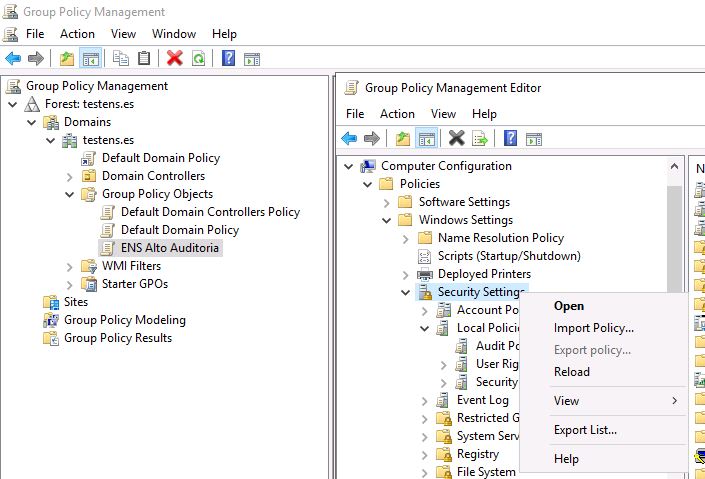 Group Policy Management
File Action View Window Help
Group Policy Management
Forest: testens.es
Domains
testens.es
Default Domain Policy
Domain Controllers
Group Policy Objects
Default Domain Controllers Policy
Default Domain Policy
ENS Alto Auditoria
WMI Filters
Starter GPOs
Sites
Group Policy Modeling
Group Policy Results
Group Policy Management Editor
File Action View Help
Computer Configuration
Policies
Software Settings
Windows Settings
Name Resolution Policy
Scripts (Startup/Shutdown)
Deployed Printers
Security Settings
Account Po
Local Policie
Audit Po
User Rig
Security
Event Log
Restricted G
System Serv
Registry
File System
N
Open
Import Policy...
Export policy...
Reload
View
Export List...
Help